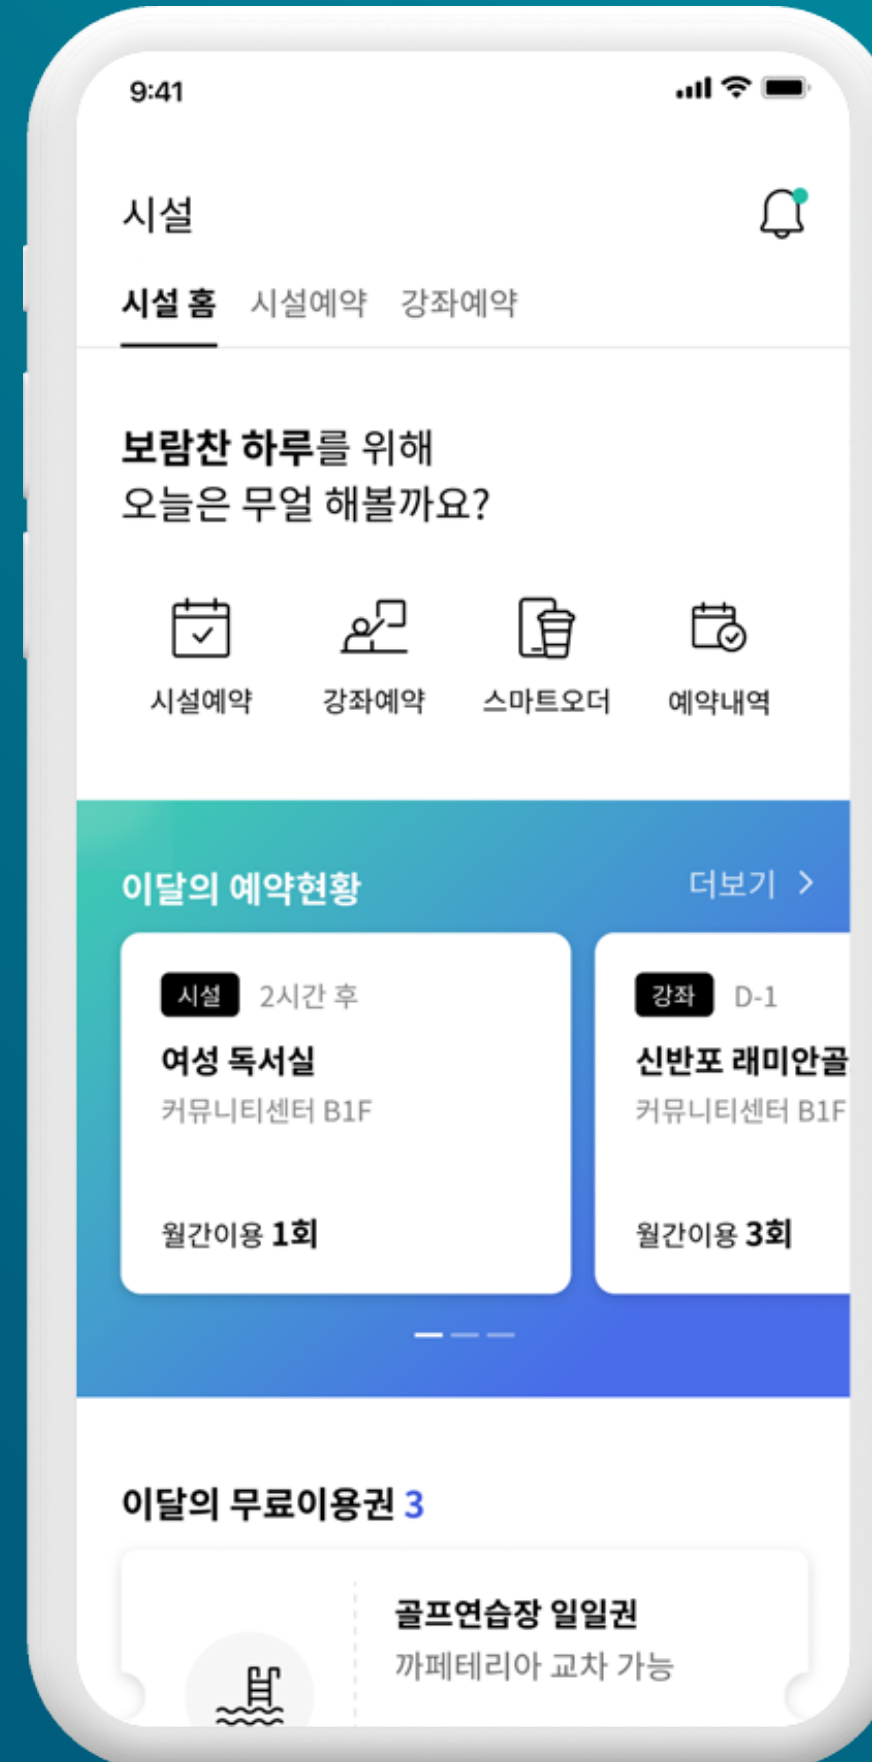 9:41
시설
시설 홈 시설예약 강좌예약
보람찬 하루를 위해
오늘은 무얼 해볼까요?
시설예약 강좌예약 스마트오더 예약내역
이달의 예약현황 더보기 >
시설 2시간 후
여성 독서실
커뮤니티센터 B1F
월간이용 1회
강좌 D-1
신반포 래미안골
커뮤니티센터 B1F
월간이용 3회
이달의 무료이용권 3
골프연습장 일일권
까페테리아 교차 가능